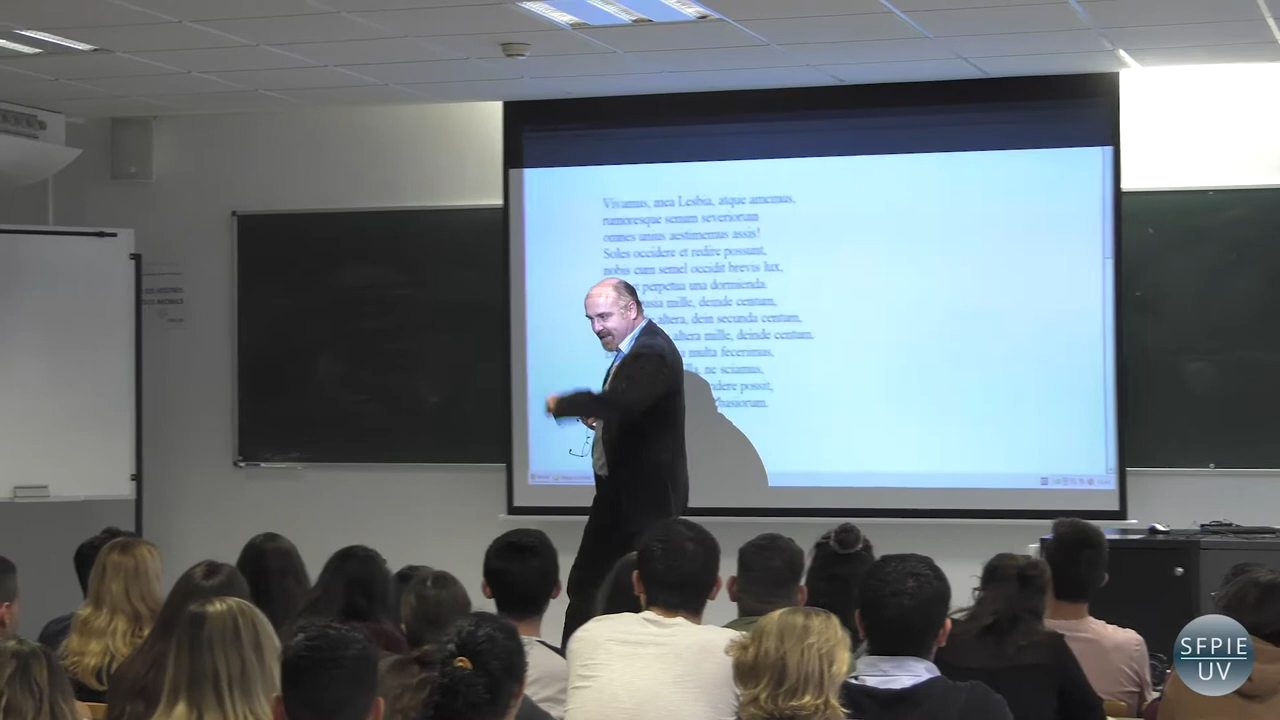 Vivamus, mea Lesbia, atque amemus,
rumoresque senum severiorum
omnes unius aestimemus assis!
Soles occidere et redire possunt,
nobis cum semel occidit brevis lux,
perpetua una dormienda.
basia mille, deinde centum,
altera, dein secunda centum,
altera mille, deinde centum.
multa fecerimus,
ne sciamus,
possit,
basiorum.
SFPIE
UV